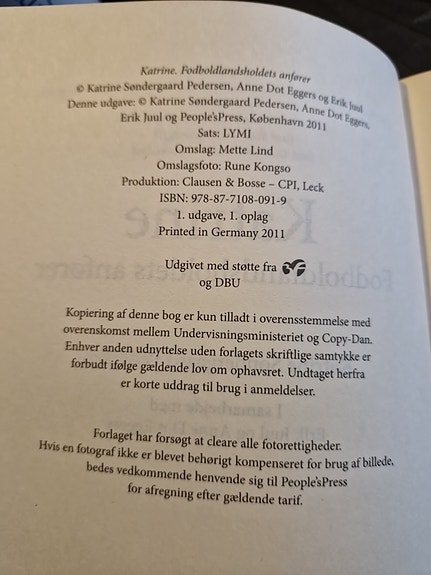 Katrine. Fodboldlandsholdets anfører
© Katrine Søndergaard Pedersen, Anne Dot Eggers og Erik Juul
Denne udgave: © Katrine Søndergaard Pedersen, Anne Dot Eggers,
Erik Juul og People'sPress, København 2011
Sats: LYMI
Omslag: Mette Lind
Omslagsfoto: Rune Kongso
Produktion: Clausen & Bosse – CPI, Leck
ISBN: 978-87-7108-091-9
1. udgave, 1. oplag
Printed in Germany 2011
Udgivet med støtte fra
og DBU
Kopiering af denne bog er kun tilladt i overensstemmelse med
overenskomst mellem Undervisningsministeriet og Copy-Dan.
Enhver anden udnyttelse uden forlagets skriftlige samtykke er
forbudt ifølge gældende lov om ophavsret. Undtaget herfra
er korte uddrag til brug i anmeldelser.
Forlaget har forsøgt at cleare alle fotorettigheder.
Hvis en fotograf ikke er blevet behørigt kompenseret for brug af billede,
bedes vedkommende henvende sig til People'sPress
for afregning efter gældende tarif.